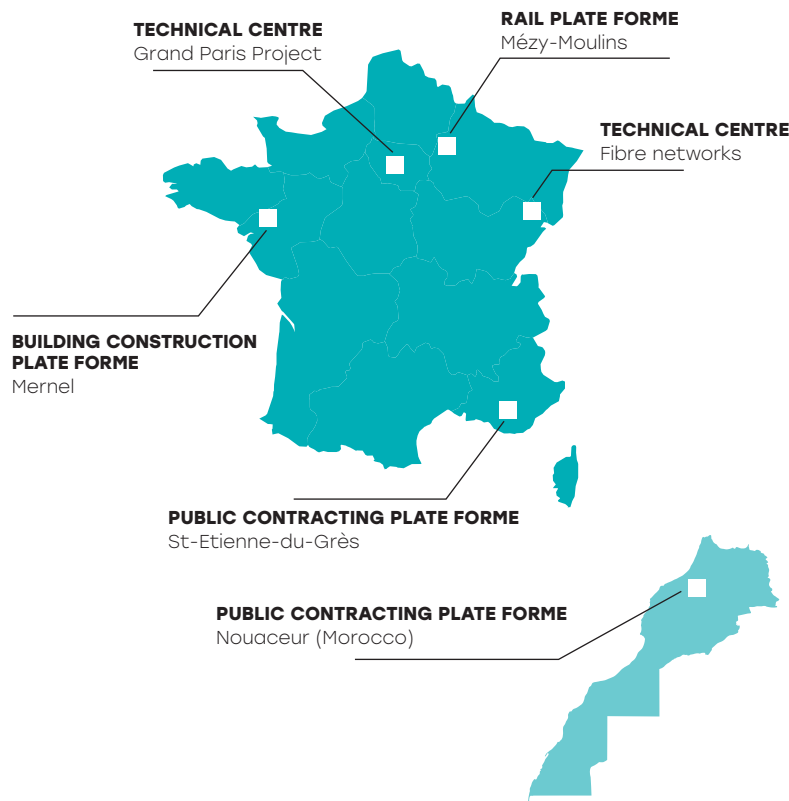 TECHNICAL CENTRE
Grand Paris Project
RAIL PLATE FORME
Mézy-Moulins
TECHNICAL CENTRE
Fibre networks
BUILDING CONSTRUCTION
PLATE FORME
Mernel
PUBLIC CONTRACTING PLATE FORME
St-Etienne-du-Grès
PUBLIC CONTRACTING PLATE FORME
Nouaceur (Morocco)